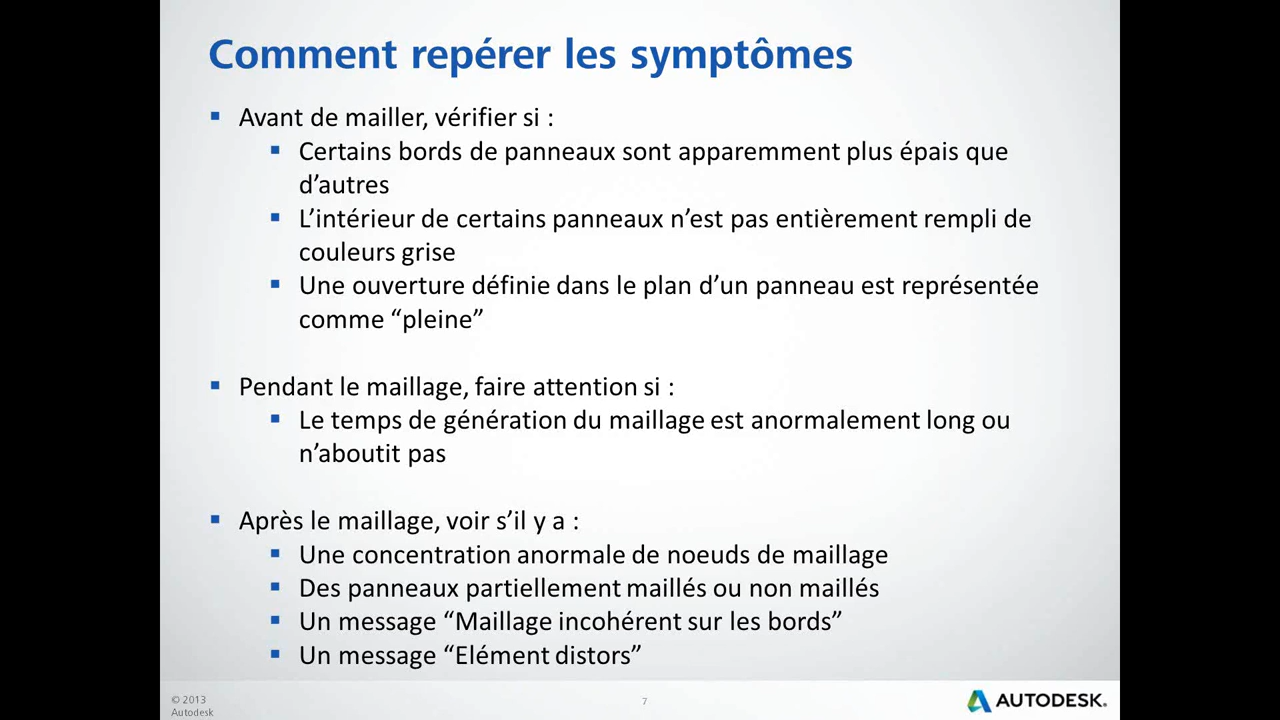 Comment repérer les symptômes
▪ Avant de mailler, vérifier si :
▪ Certains bords de panneaux sont apparemment plus épais que
d’autres
▪ L’intérieur de certains panneaux n’est pas entièrement rempli de
couleurs grise
▪ Une ouverture définie dans le plan d’un panneau est représentée
comme “pleine”
▪ Pendant le maillage, faire attention si :
▪ Le temps de génération du maillage est anormalement long ou
n’aboutit pas
▪ Après le maillage, voir s’il y a :
▪ Une concentration anormale de noeuds de maillage
▪ Des panneaux partiellement maillés ou non maillés
▪ Un message “Maillage incohérent sur les bords”
▪ Un message “Elément distors”
© 2013
Autodesk
7
AUTODESK.